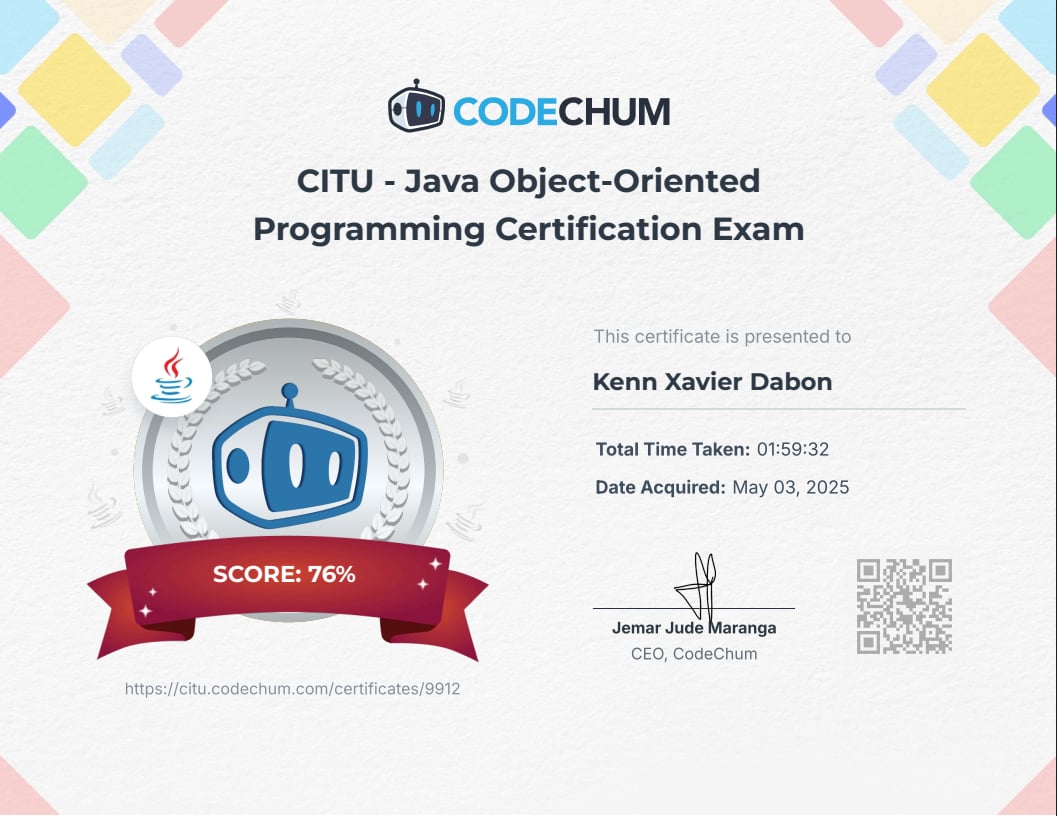 CODECHUM
CITU - Java Object-Oriented
Programming Certification Exam
This certificate is presented to
Kenn Xavier Dabon
Total Time Taken: 01:59:32
Date Acquired: May 03, 2025
SCORE: 76%
Jemar Jude Maranga
CEO, CodeChum
https://citu.codechum.com/certificates/9912